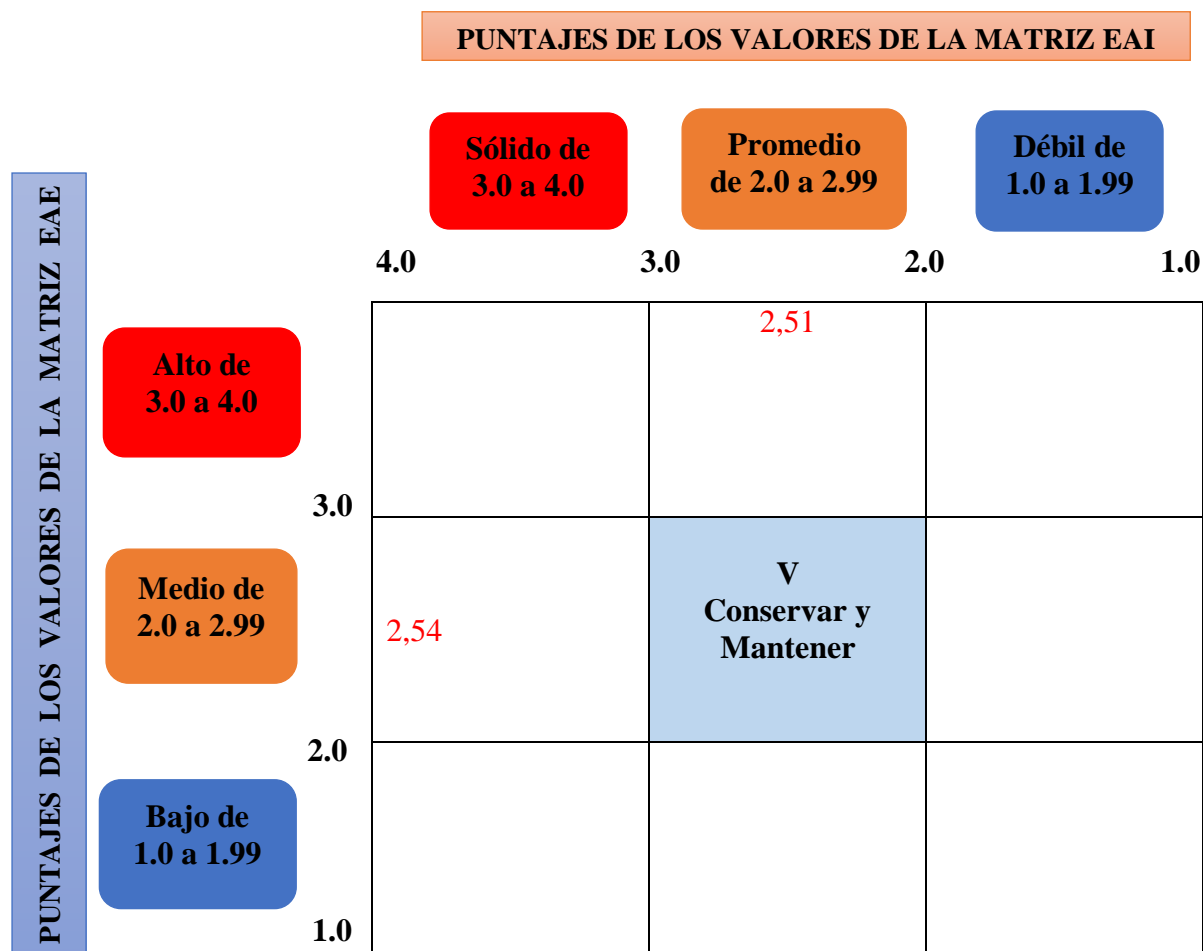 PUNTAJES DE LOS VALORES DE LA MATRIZ EAI
Sólido de
3.0 a 4.0
Promedio
de 2.0 a 2.99
Débil de
1.0 a 1.99
4.0 3.0 2.0 1.0
PUNTAJES DE LOS VALORES DE LA MATRIZ EAE
2,51
Alto de
3.0 a 4.0
3.0
Medio de
2.0 a 2.99
2,54
V
Conservar y
Mantener
2.0
Bajo de
1.0 a 1.99
1.0